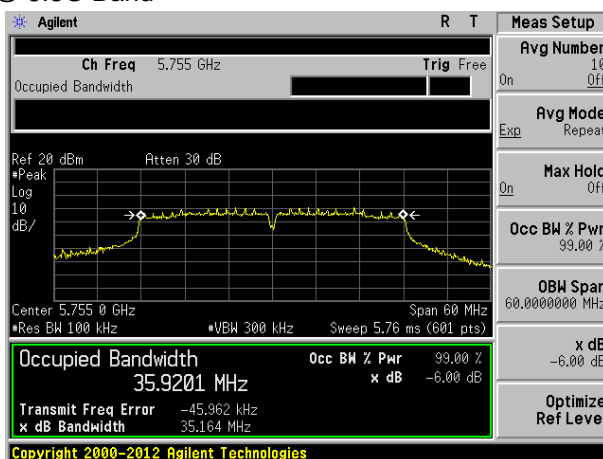 Agilent R T
Ch Freq 5.755 GHz Trig Free
Occupied Bandwidth
Ref 20 dBm Atten 30 dB
#Peak
Log
10
dB/
Center 5.755 0 GHz Span 60 MHz
#Res BW 100 kHz #VBW 300 kHz Sweep 5.76 ms (601 pts)
Occupied Bandwidth Occ BW % Pwr 99.00 %
35.9201 MHz x dB -6.00 dB
Transmit Freq Error -45.962 kHz
x dB Bandwidth 35.164 MHz
Copyright 2000-2012 Agilent Technologies
Meas Setup
Avg Number
10
On Off
Avg Mode
Exp Repeat
Max Hold
On Off
Occ BW % Pwr
99.00 %
OBW Span
60.0000000 MHz
x dB
-6.00 dB
Optimize
Ref Level